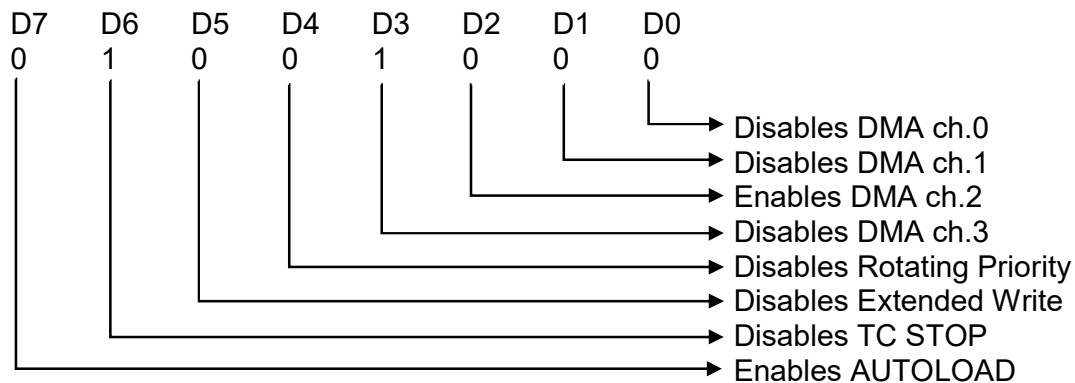 D7 D6 D5 D4 D3 D2 D1 D0
0 1 0 0 1 0 0 0
Disables DMA ch.0
Disables DMA ch.1
Enables DMA ch.2
Disables DMA ch.3
Disables Rotating Priority
Disables Extended Write
Disables TC STOP
Enables AUTOLOAD